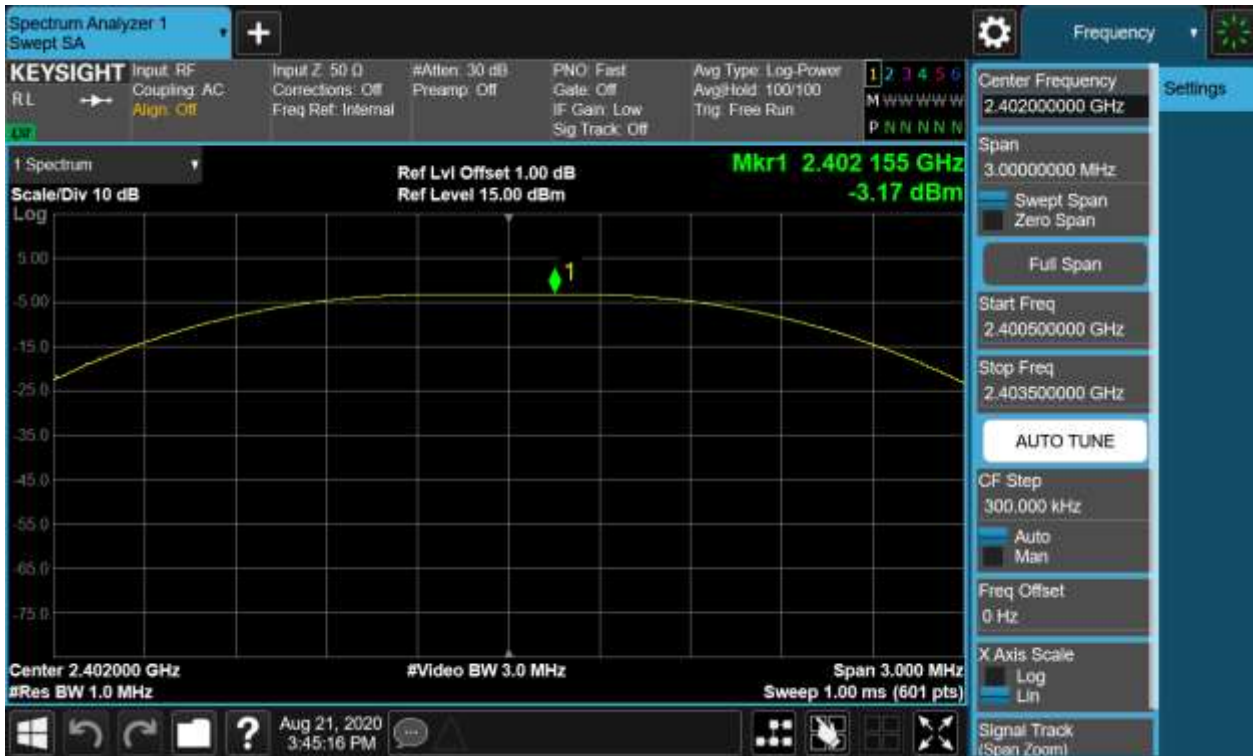 Spectrum Analyzer 1
Swept SA
+
Frequency
KEYSIGHT
RL
Input: RF
Coupling: AC
Align: Off
Input Z: 50 Ω
Corrections: Off
Freq Ref: Internal
#Atten: 30 dB
Preamp: Off
PNO: Fast
Gate: Off
IF Gain: Low
Sig Track: Off
Avg Type: Log-Power
Avg|Hold: 100/100
Trig: Free Run
1 2 3 4 5 6
M W W W W W
P N N N N N
1 Spectrum
Scale/Div 10 dB
Ref Lvl Offset 1.00 dB
Ref Level 15.00 dBm
Mkr1 2.402 155 GHz
-3.17 dBm
Log
5.00
-5.00
-15.0
-25.0
-35.0
-45.0
-55.0
-65.0
-75.0
1
Center 2.402000 GHz
#Res BW 1.0 MHz
#Video BW 3.0 MHz
Span 3.000 MHz
Sweep 1.00 ms (601 pts)
?
Aug 21, 2020
3:45:16 PM
Center Frequency
2.402000000 GHz
Span
3.00000000 MHz
Swept Span
Zero Span
Full Span
Start Freq
2.400500000 GHz
Stop Freq
2.403500000 GHz
AUTO TUNE
CF Step
300.000 kHz
Auto
Man
Freq Offset
0 Hz
X Axis Scale
Log
Lin
Signal Track
(Span Zoom)
Settings